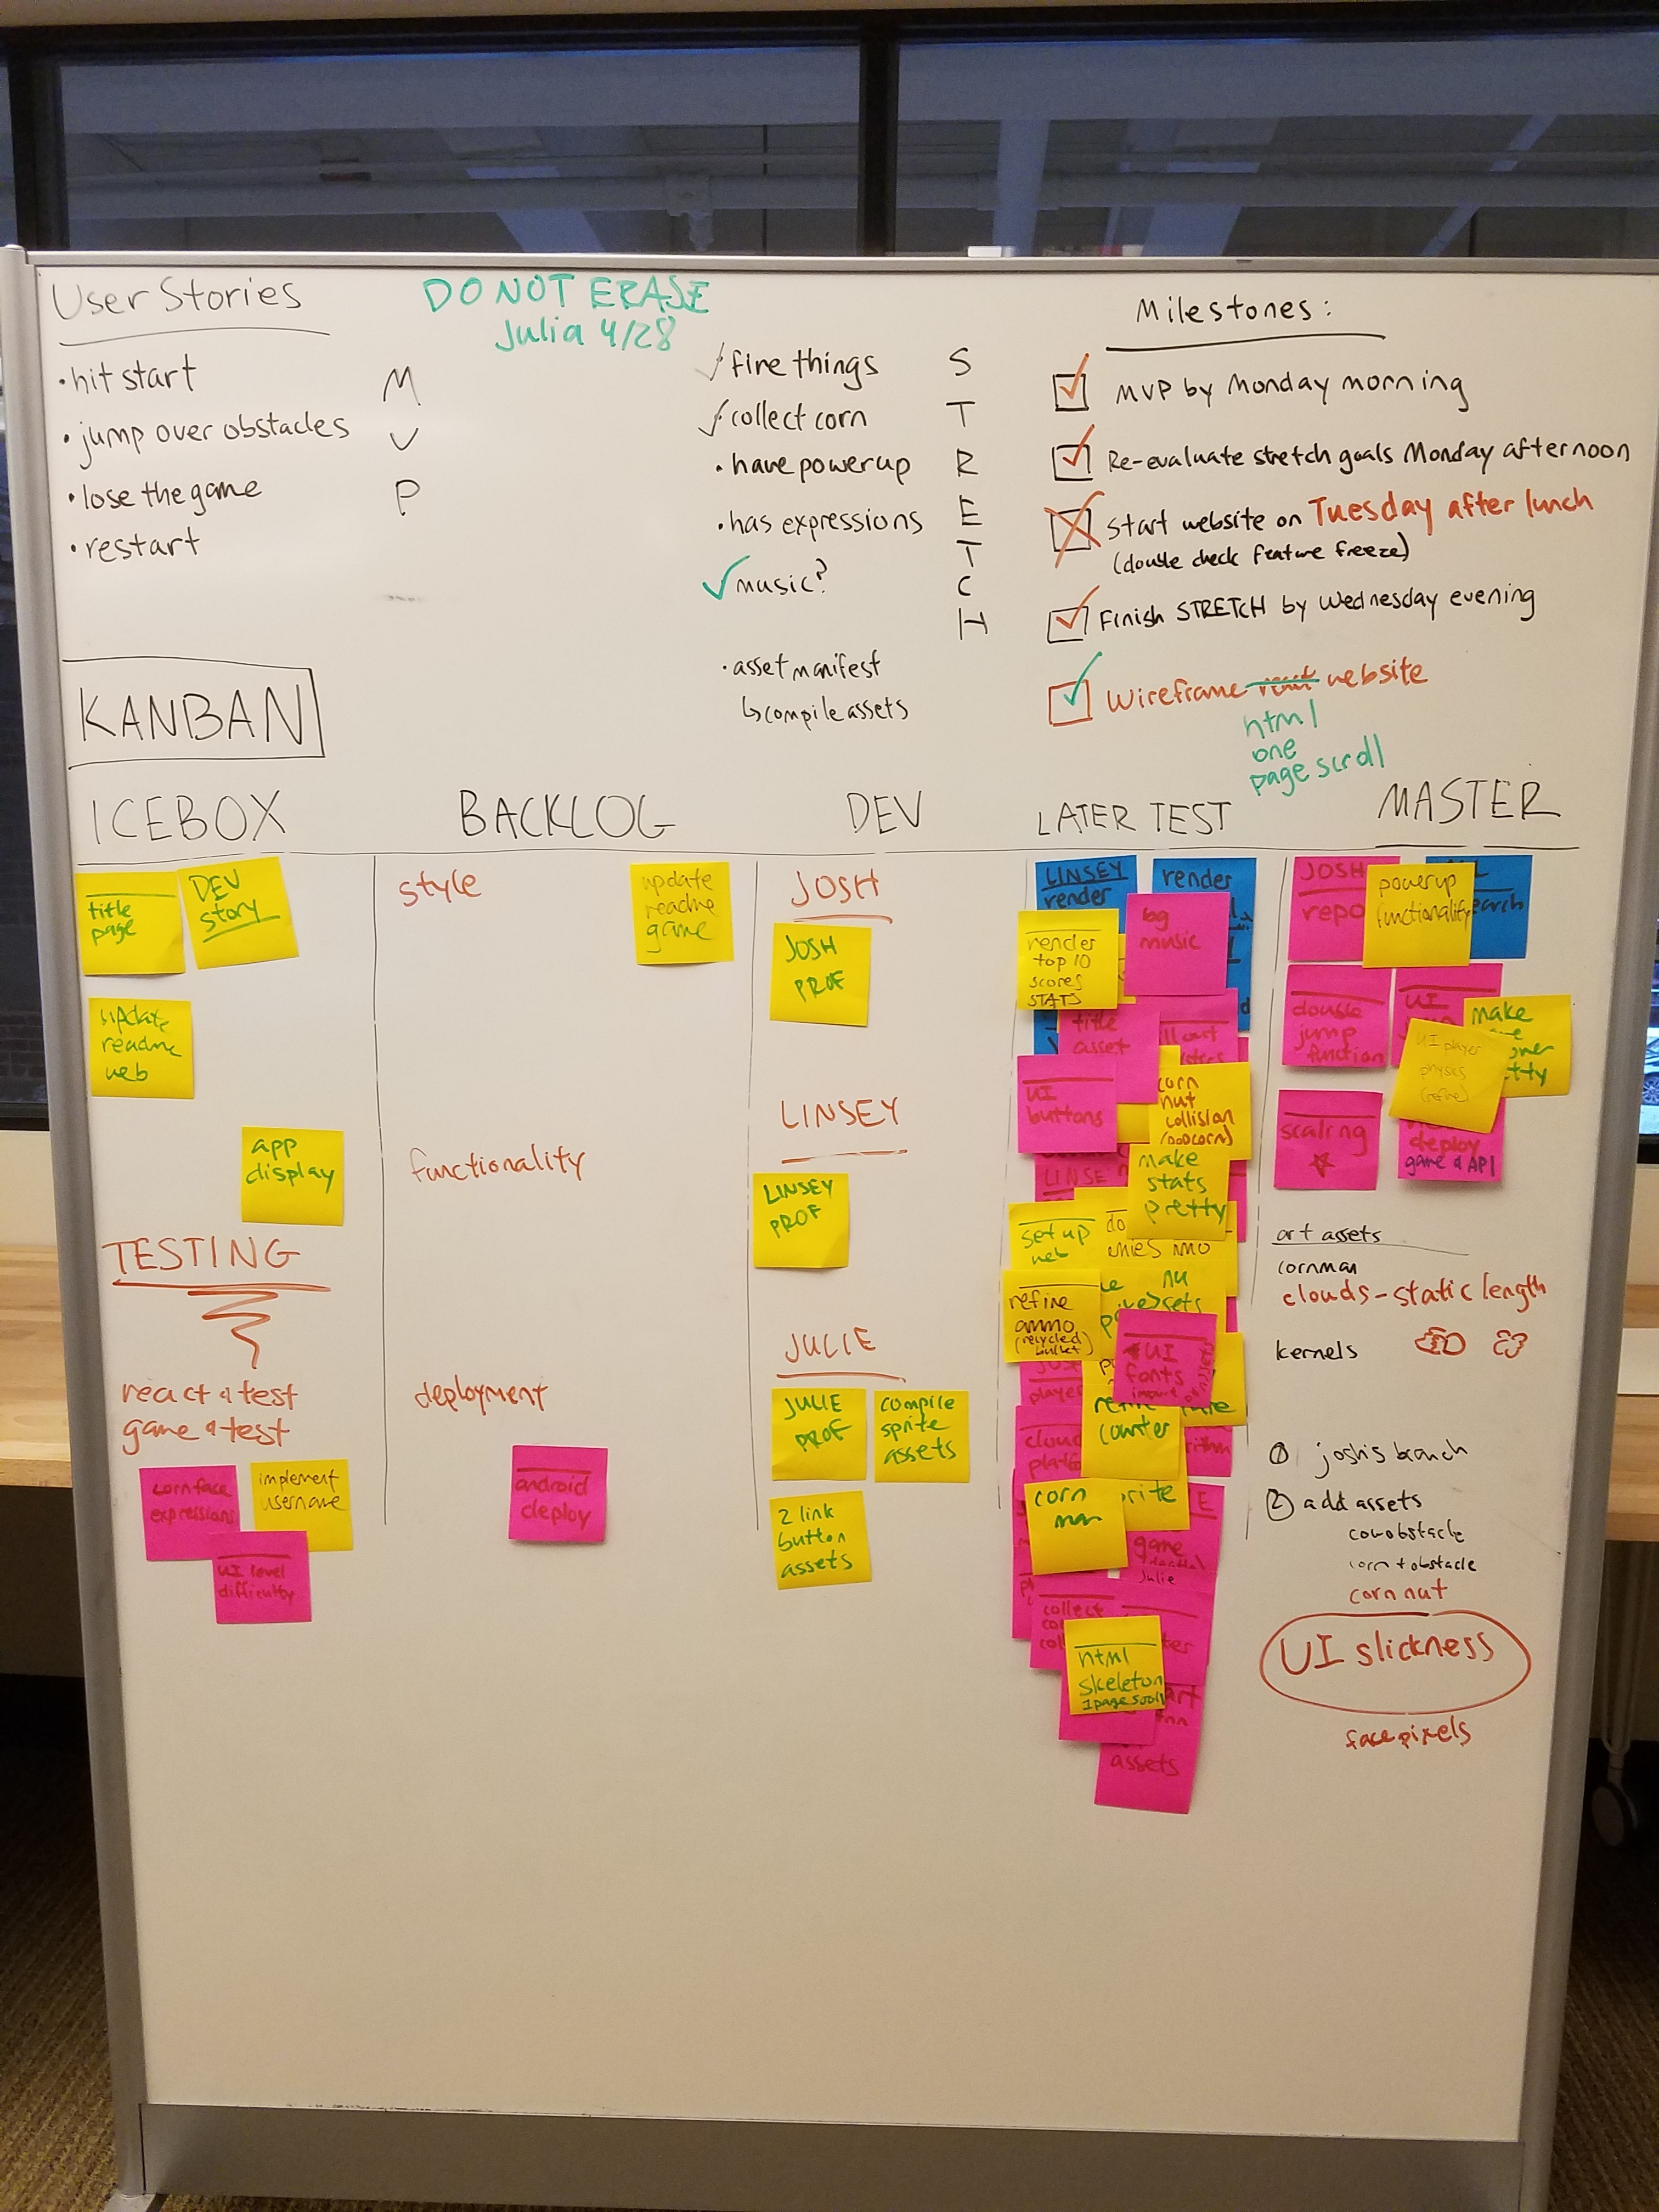 User Stories
• hit start
• jump over obstacles
• lose the game
• restart
M
V
P
DO NOT ERASE
Julia 4/28
✓ fire things
✓ collect corn
• have powerup
• has expressions
✓ music?
• asset manifest
↳ compile assets
S
T
R
E
T
C
H
Milestones:
MVP by Monday morning
Re-evaluate stretch goals Monday afternoon
Start website on Tuesday after lunch
(double check feature freeze)
Finish STRETCH by Wednesday evening
Wireframe react website
html
one
page scroll
KANBAN
ICEBOX
title
page
DEV
story
update
readme
web
app
display
TESTING
react & test
game & test
corn face
expressions
implement
username
UI level
difficulty
BACKLOG
style
update
readme
game
functionality
deployment
android
deploy
DEV
JOSH
JOSH
PROF
LINSEY
LINSEY
PROF
JULIE
JULIE
PROF
compile
sprite
assets
2 link
button
assets
LATER TEST
LINSEY
render
render
render
top 10
scores
STATS
bg
music
title
asset
UI
buttons
corn
nut
collision
(popcorn)
LINSE
make
stats
pretty
set up
web
refine
ammo
(recycled
bullet)
UI
fonts
import
player
counter
cloud
corn
man
game
Julie
collect
html
skeleton
1 page scroll
assets
MASTER
JOSH
repo
powerup
functionality
double
jump
function
UI
make
UI player
physics
(refine)
scaling
deploy
game & API
art assets
cornman
clouds - static length
kernels
① josh's branch
② add assets
cow obstacle
corn + obstacle
corn nut
UI slickness
face pixels